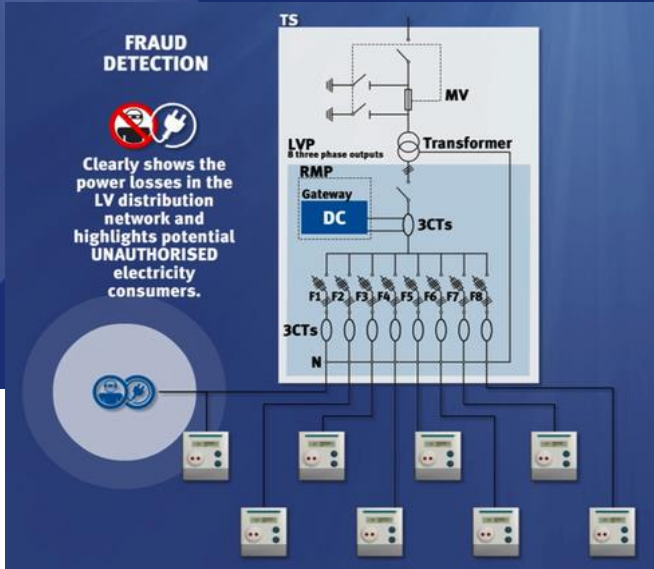 FRAUD
DETECTION
Clearly shows the
power losses in the
LV distribution
network and
highlights potential
UNAUTHORISED
electricity
consumers.
TS
MV
LVP
8 three phase outputs
Transformer
RMP
Gateway
DC
3CTs
F1 F2 F3 F4 F5 F6 F7 F8
3CTs
N